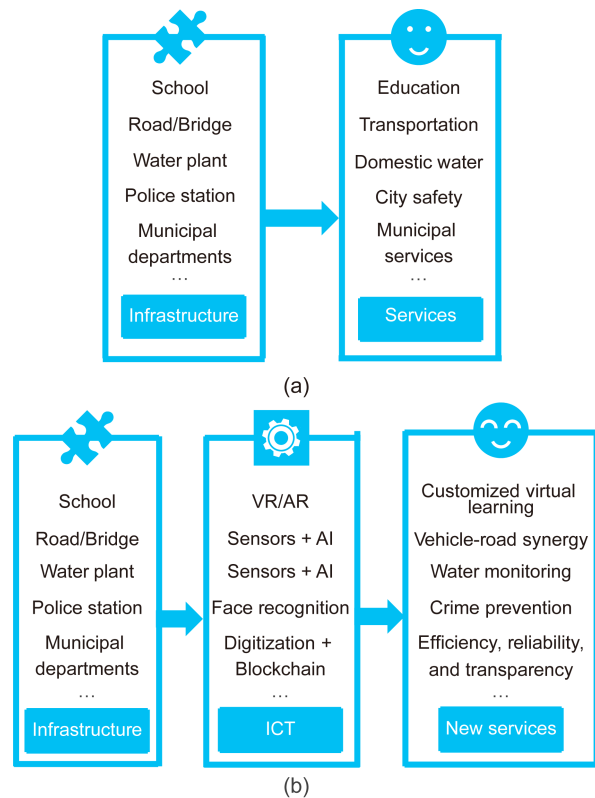 School
Road/Bridge
Water plant
Police station
Municipal
departments
...
Infrastructure
Education
Transportation
Domestic water
City safety
Municipal
services
...
Services
(a)
School
Road/Bridge
Water plant
Police station
Municipal
departments
...
Infrastructure
VR/AR
Sensors + AI
Sensors + AI
Face recognition
Digitization +
Blockchain
...
ICT
Customized virtual
learning
Vehicle-road synergy
Water monitoring
Crime prevention
Efficiency, reliability,
and transparency
...
New services
(b)